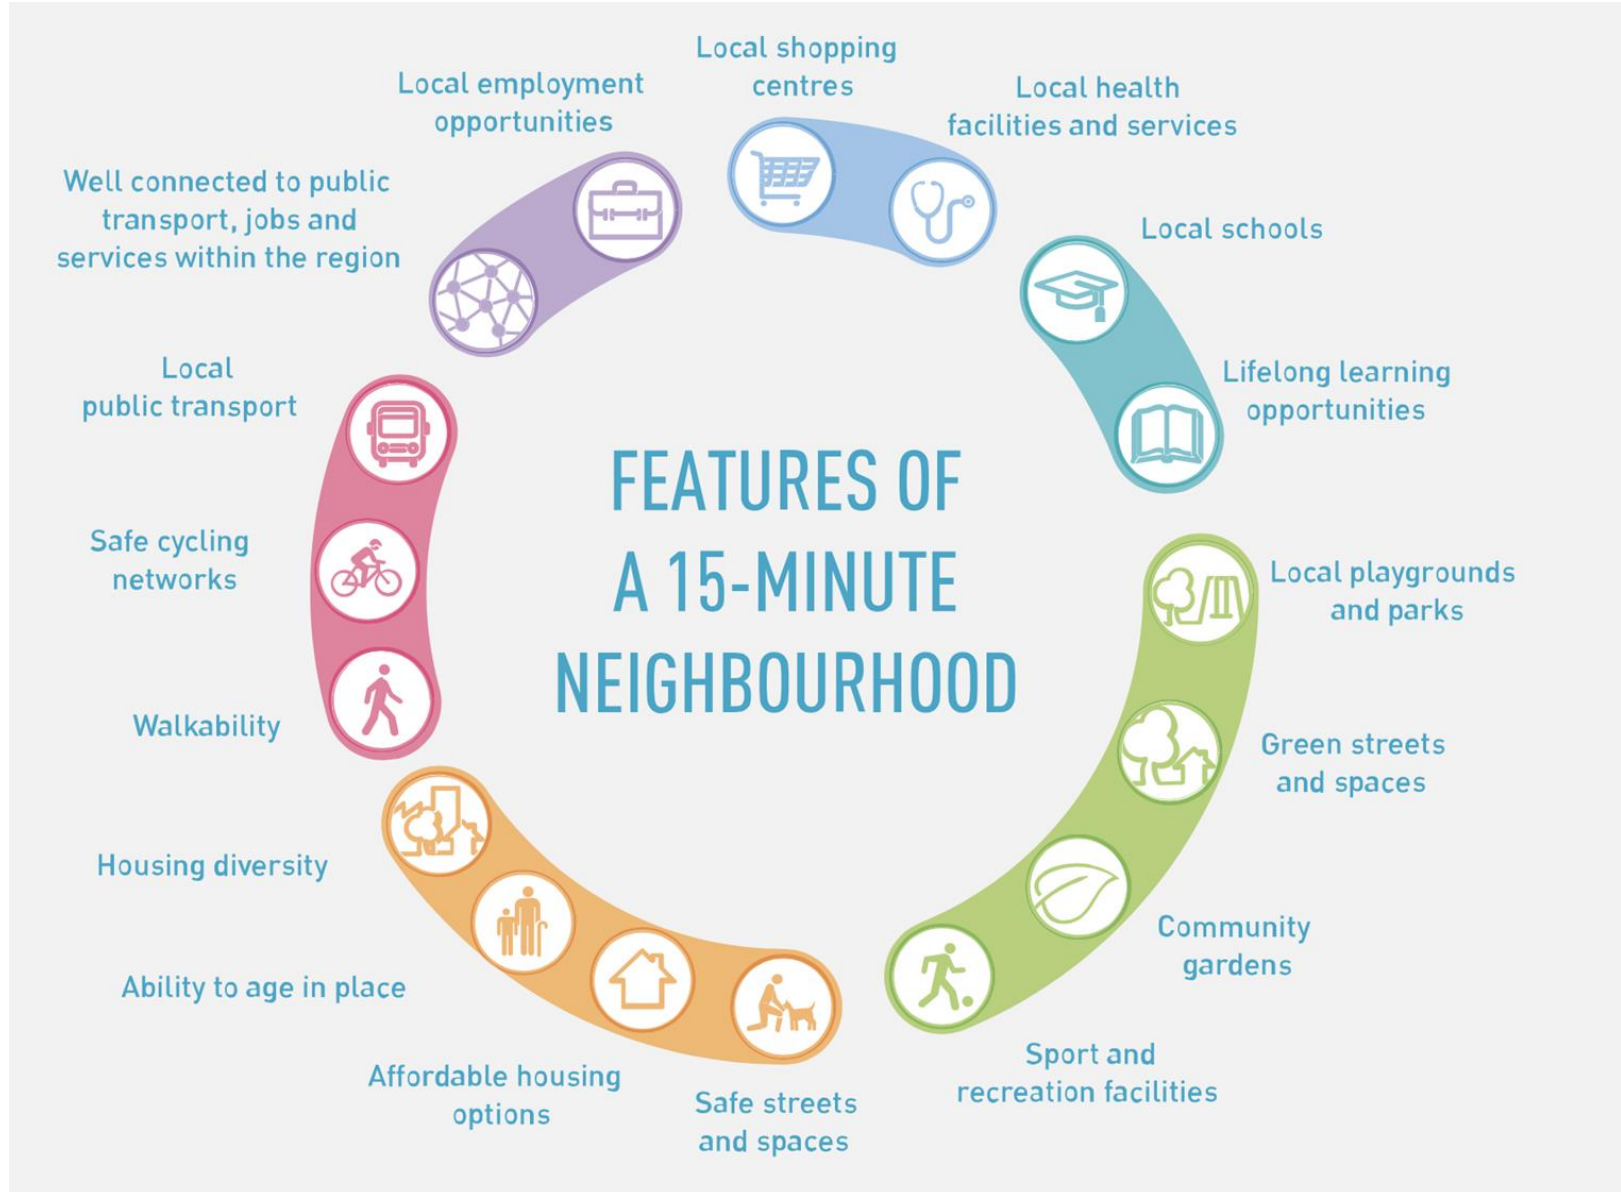 FEATURES OF
A 15-MINUTE
NEIGHBOURHOOD
Local shopping
centres
Local health
facilities and services
Local schools
Lifelong learning
opportunities
Local playgrounds
and parks
Green streets
and spaces
Community
gardens
Sport and
recreation facilities
Safe streets
and spaces
Affordable housing
options
Ability to age in place
Housing diversity
Walkability
Safe cycling
networks
Local
public transport
Well connected to public
transport, jobs and
services within the region
Local employment
opportunities